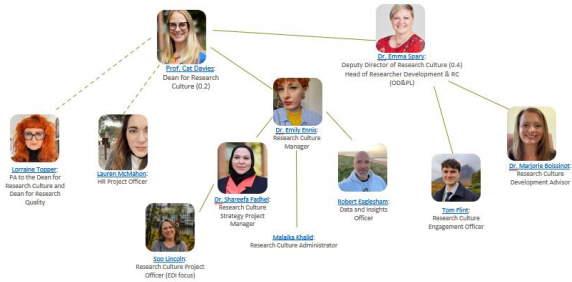 Prof. Cat Davies:
Dean for Research
Culture (0.2)
Dr. Emma Spary:
Deputy Director of Research Culture (0.4)
Head of Researcher Development & RC
(OD&PL)
Lorraine Topper:
PA to the Dean for
Research Culture and
Dean for Research
Quality
Lauren McMahon:
HR Project Officer
Dr. Emily Ennis:
Research Culture
Manager
Dr. Shareefa Fadhel:
Research Culture
Strategy Project
Manager
Robert Eaglesham:
Data and Insights
Officer
Tom Flint:
Research Culture
Engagement Officer
Dr. Marjorie Boissinot:
Research Culture
Development Advisor
Soo Lincoln:
Research Culture Project
Officer (EDI focus)
Malaika Khalid:
Research Culture Administrator